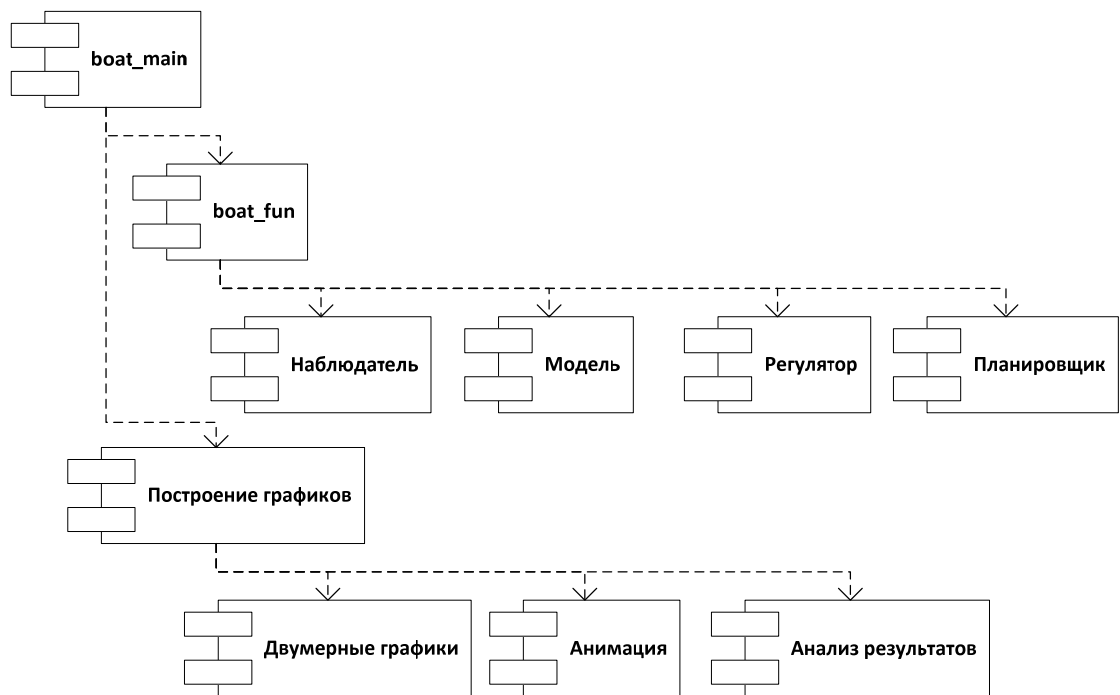 boat_main
boat_fun
Наблюдатель
Модель
Регулятор
Планировщик
Построение графиков
Двумерные графики
Анимация
Анализ результатов